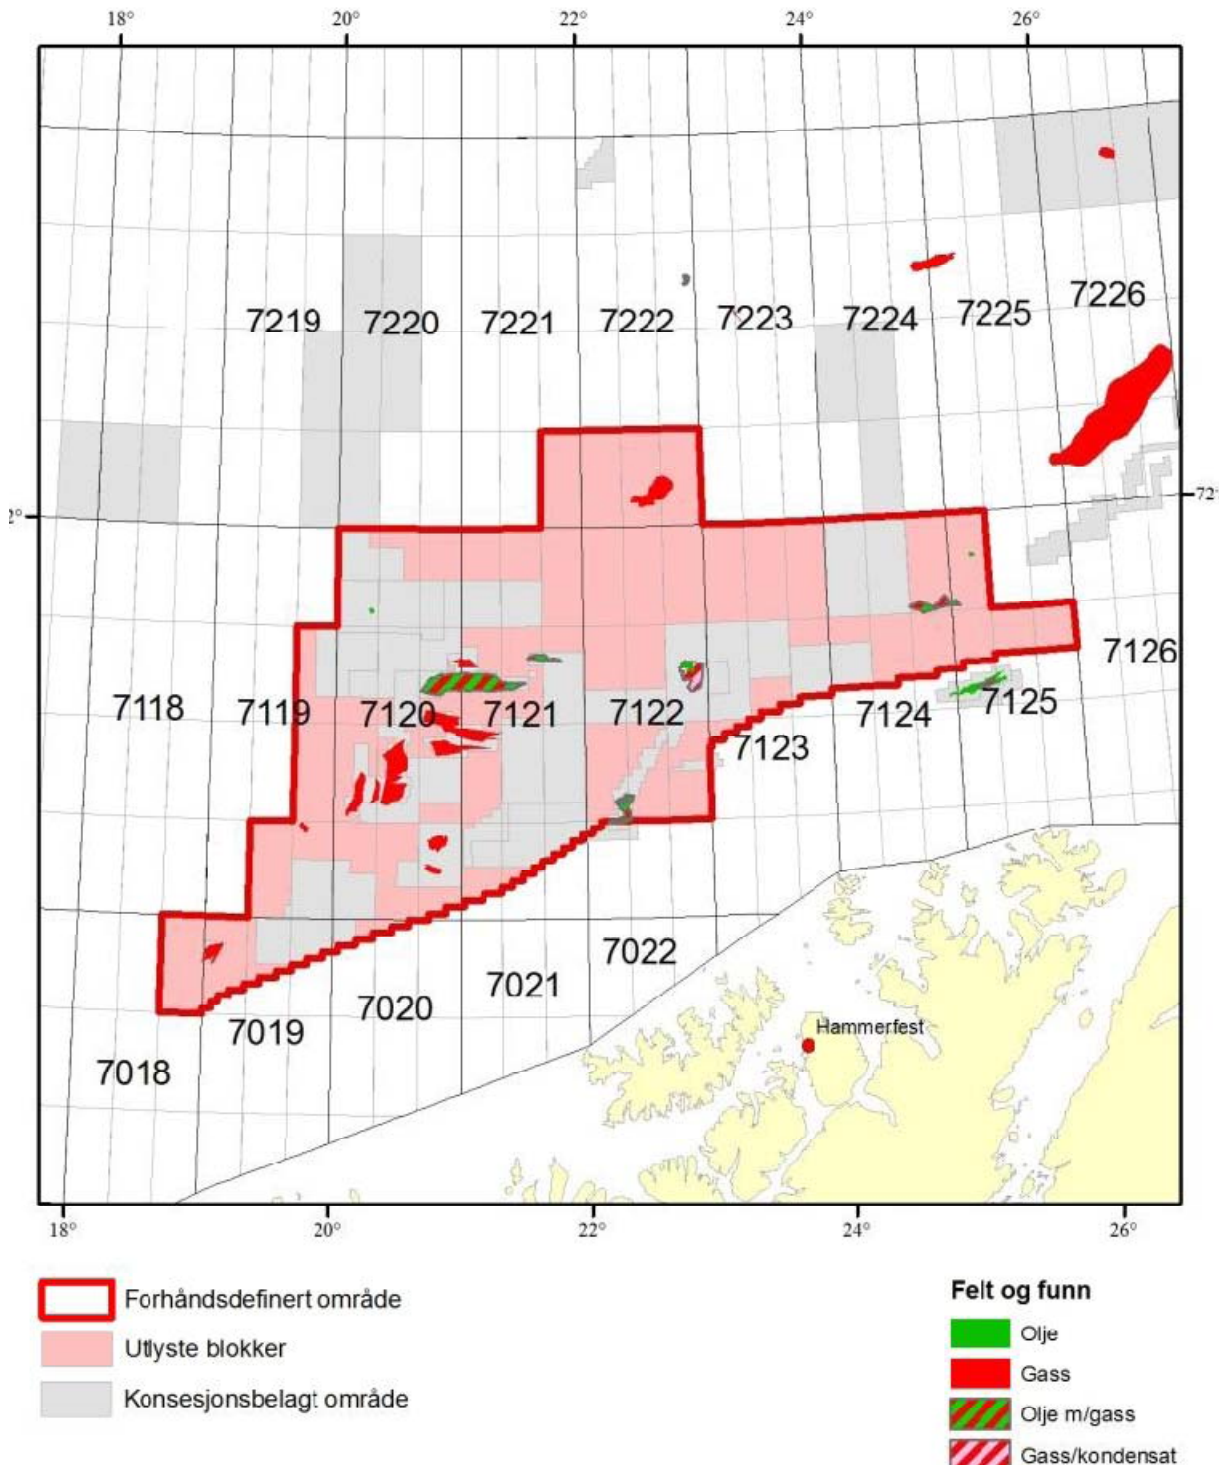 18° 20° 22° 24° 26°
7219 7220 7221 7222 7223 7224 7225 7226
2° 72°
7118 7119 7120 7121 7122 7123 7124 7125 7126
7018 7019 7020 7021 7022
Hammerfest
18° 20° 22° 24° 26°
Forhåndsdefinert område
Utlyste blokker
Konsesjonsbelagt område
Felt og funn
Olje
Gass
Olje m/gass
Gass/kondensat